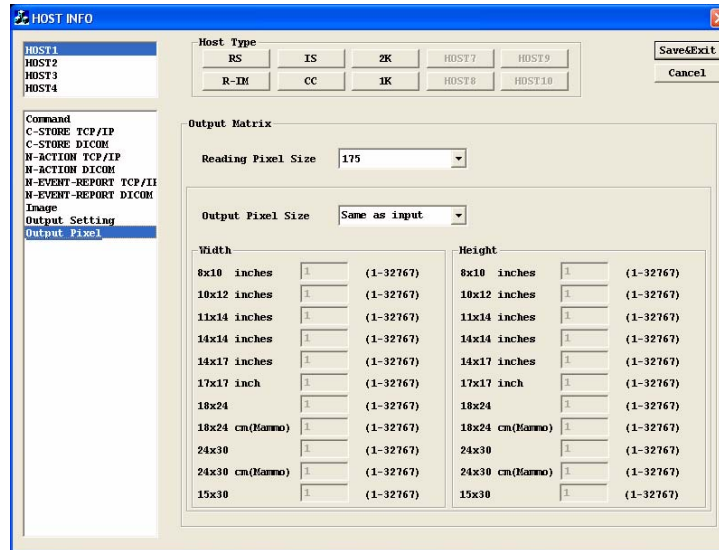 HOST INFO
HOST1
HOST2
HOST3
HOST4
Host Type
RS IS 2K HOST7 HOST9
R-IM CC 1K HOST8 HOST10
Save&Exit
Cancel
Command
C-STORE TCP/IP
C-STORE DICOM
N-ACTION TCP/IP
N-ACTION DICOM
N-EVENT-REPORT TCP/IP
N-EVENT-REPORT DICOM
Image
Output Setting
Output Pixel
Output Matrix
Reading Pixel Size 175
Output Pixel Size Same as input
Width
8x10 inches 1 (1-32767)
10x12 inches 1 (1-32767)
11x14 inches 1 (1-32767)
14x14 inches 1 (1-32767)
14x17 inches 1 (1-32767)
17x17 inch 1 (1-32767)
18x24 1 (1-32767)
18x24 cm(Mammo) 1 (1-32767)
24x30 1 (1-32767)
24x30 cm(Mammo) 1 (1-32767)
15x30 1 (1-32767)
Height
8x10 inches 1 (1-32767)
10x12 inches 1 (1-32767)
11x14 inches 1 (1-32767)
14x14 inches 1 (1-32767)
14x17 inches 1 (1-32767)
17x17 inch 1 (1-32767)
18x24 1 (1-32767)
18x24 cm(Mammo) 1 (1-32767)
24x30 1 (1-32767)
24x30 cm(Mammo) 1 (1-32767)
15x30 1 (1-32767)